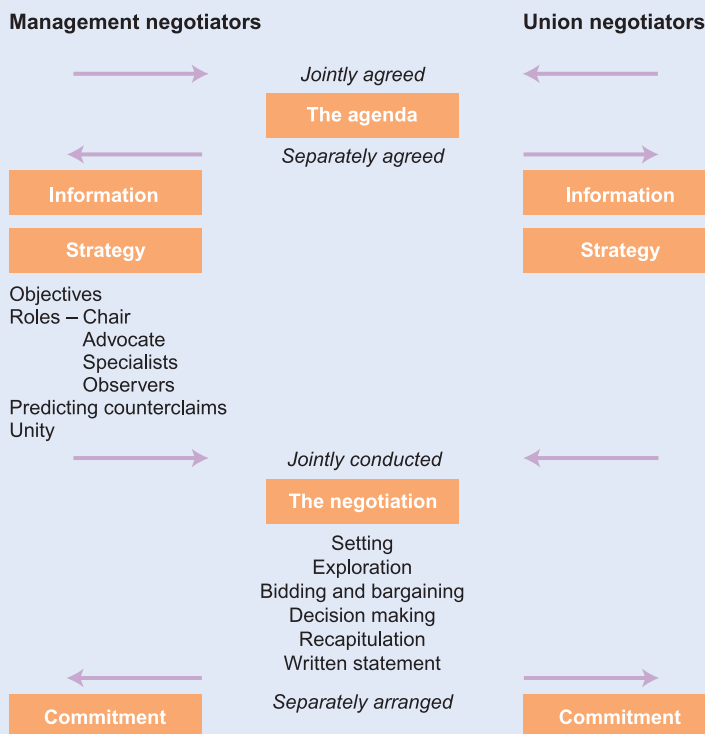 Management negotiators
Union negotiators
Jointly agreed
The agenda
Separately agreed
Information
Information
Strategy
Strategy
Objectives
Roles – Chair
Advocate
Specialists
Observers
Predicting counterclaims
Unity
Jointly conducted
The negotiation
Setting
Exploration
Bidding and bargaining
Decision making
Recapitulation
Written statement
Separately arranged
Commitment
Commitment